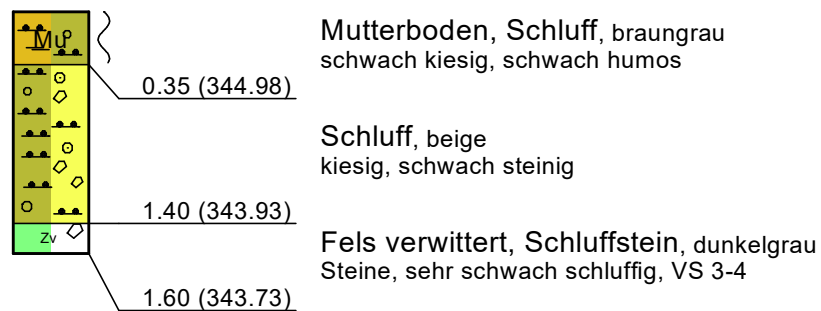 Mu
Mutterboden, Schluff, braungrau
schwach kiesig, schwach humos
0.35 (344.98)
Schluff, beige
kiesig, schwach steinig
1.40 (343.93)
Zv
Fels verwittert, Schluffstein, dunkelgrau
Steine, sehr schwach schluffig, VS 3-4
1.60 (343.73)